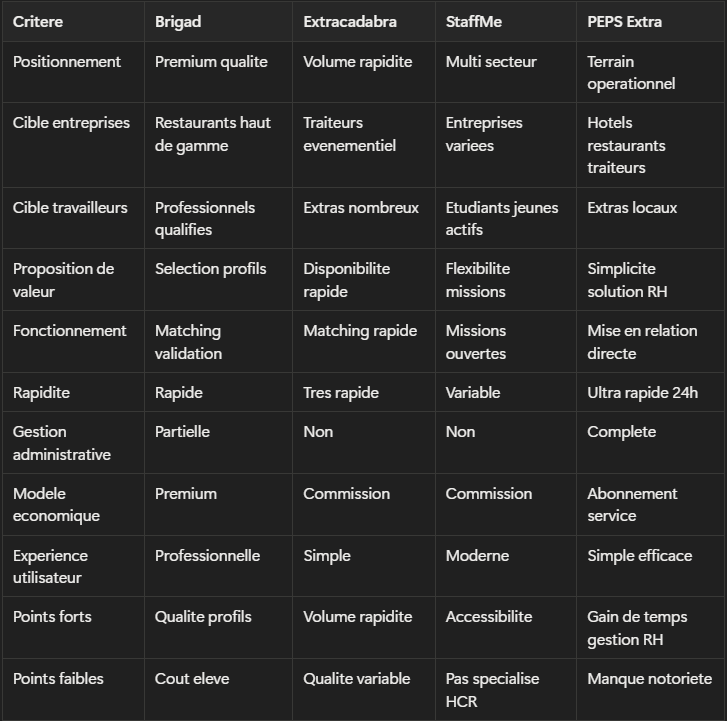 Critere Brigad Extracadabra StaffMe PEPS Extra
Positionnement Premium qualite Volume rapidite Multi secteur Terrain
operationnel
Cible entreprises Restaurants haut Traiteurs Entreprises Hotels
de gamme evenementiel variees restaurants
traiteurs
Cible travailleurs Professionnels Extras nombreux Etudiants jeunes Extras locaux
qualifies actifs
Proposition de Selection profils Disponibilite Flexibilite Simplicite
valeur rapide missions solution RH
Fonctionnement Matching Matching rapide Missions Mise en relation
validation ouvertes directe
Rapidite Rapide Tres rapide Variable Ultra rapide 24h
Gestion Partielle Non Non Complete
administrative
Modele Premium Commission Commission Abonnement
economique service
Experience Professionnelle Simple Moderne Simple efficace
utilisateur
Points forts Qualite profils Volume rapidite Accessibilite Gain de temps
gestion RH
Points faibles Cout eleve Qualite variable Pas specialise Manque notoriete
HCR